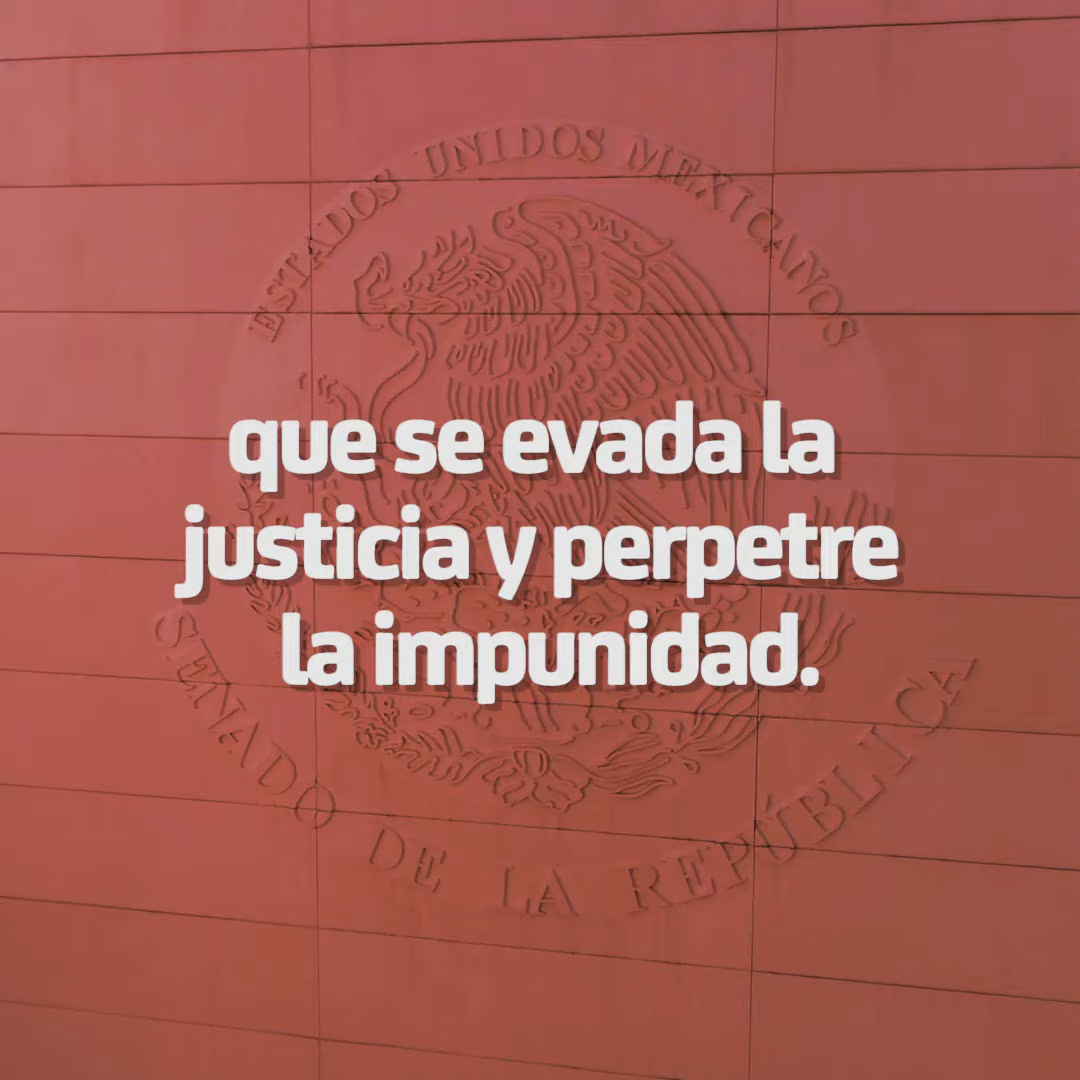 ESTADOS UNIDOS MEXICANOS
que se evada la
justicia y perpetre
la impunidad.
SENADO DE LA REPÚBLICA